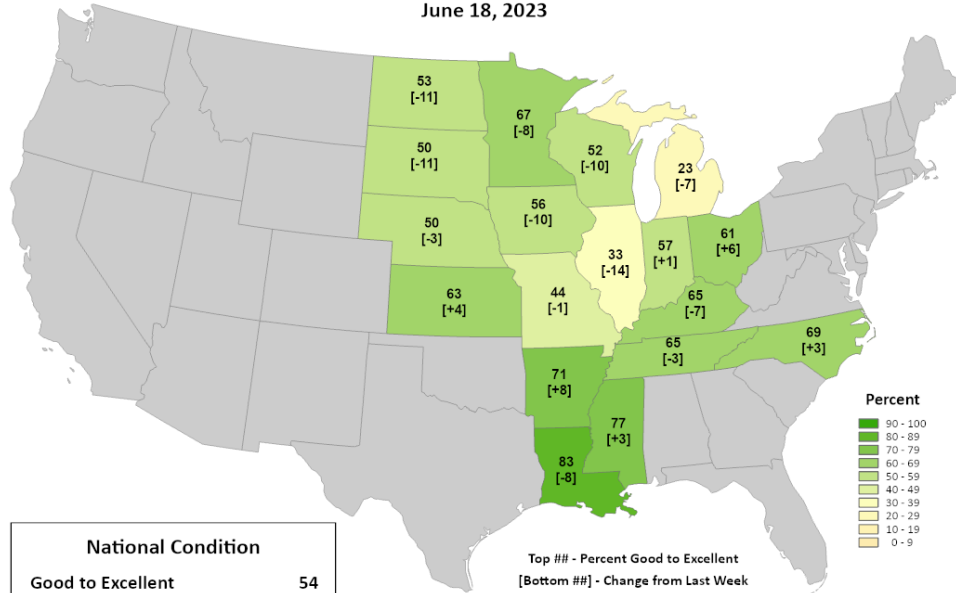 June 18, 2023
53
[-11]
67
[-8]
50
[-11]
52
[-10]
23
[-7]
50
[-3]
56
[-10]
33
[-14]
57
[+1]
61
[+6]
63
[+4]
44
[-1]
65
[-7]
65
[-3]
69
[+3]
71
[+8]
77
[+3]
83
[-8]
Percent
90 - 100
80 - 89
70 - 79
60 - 69
50 - 59
40 - 49
30 - 39
20 - 29
10 - 19
0 - 9
National Condition
Good to Excellent 54
Top ## - Percent Good to Excellent
[Bottom ##] - Change from Last Week